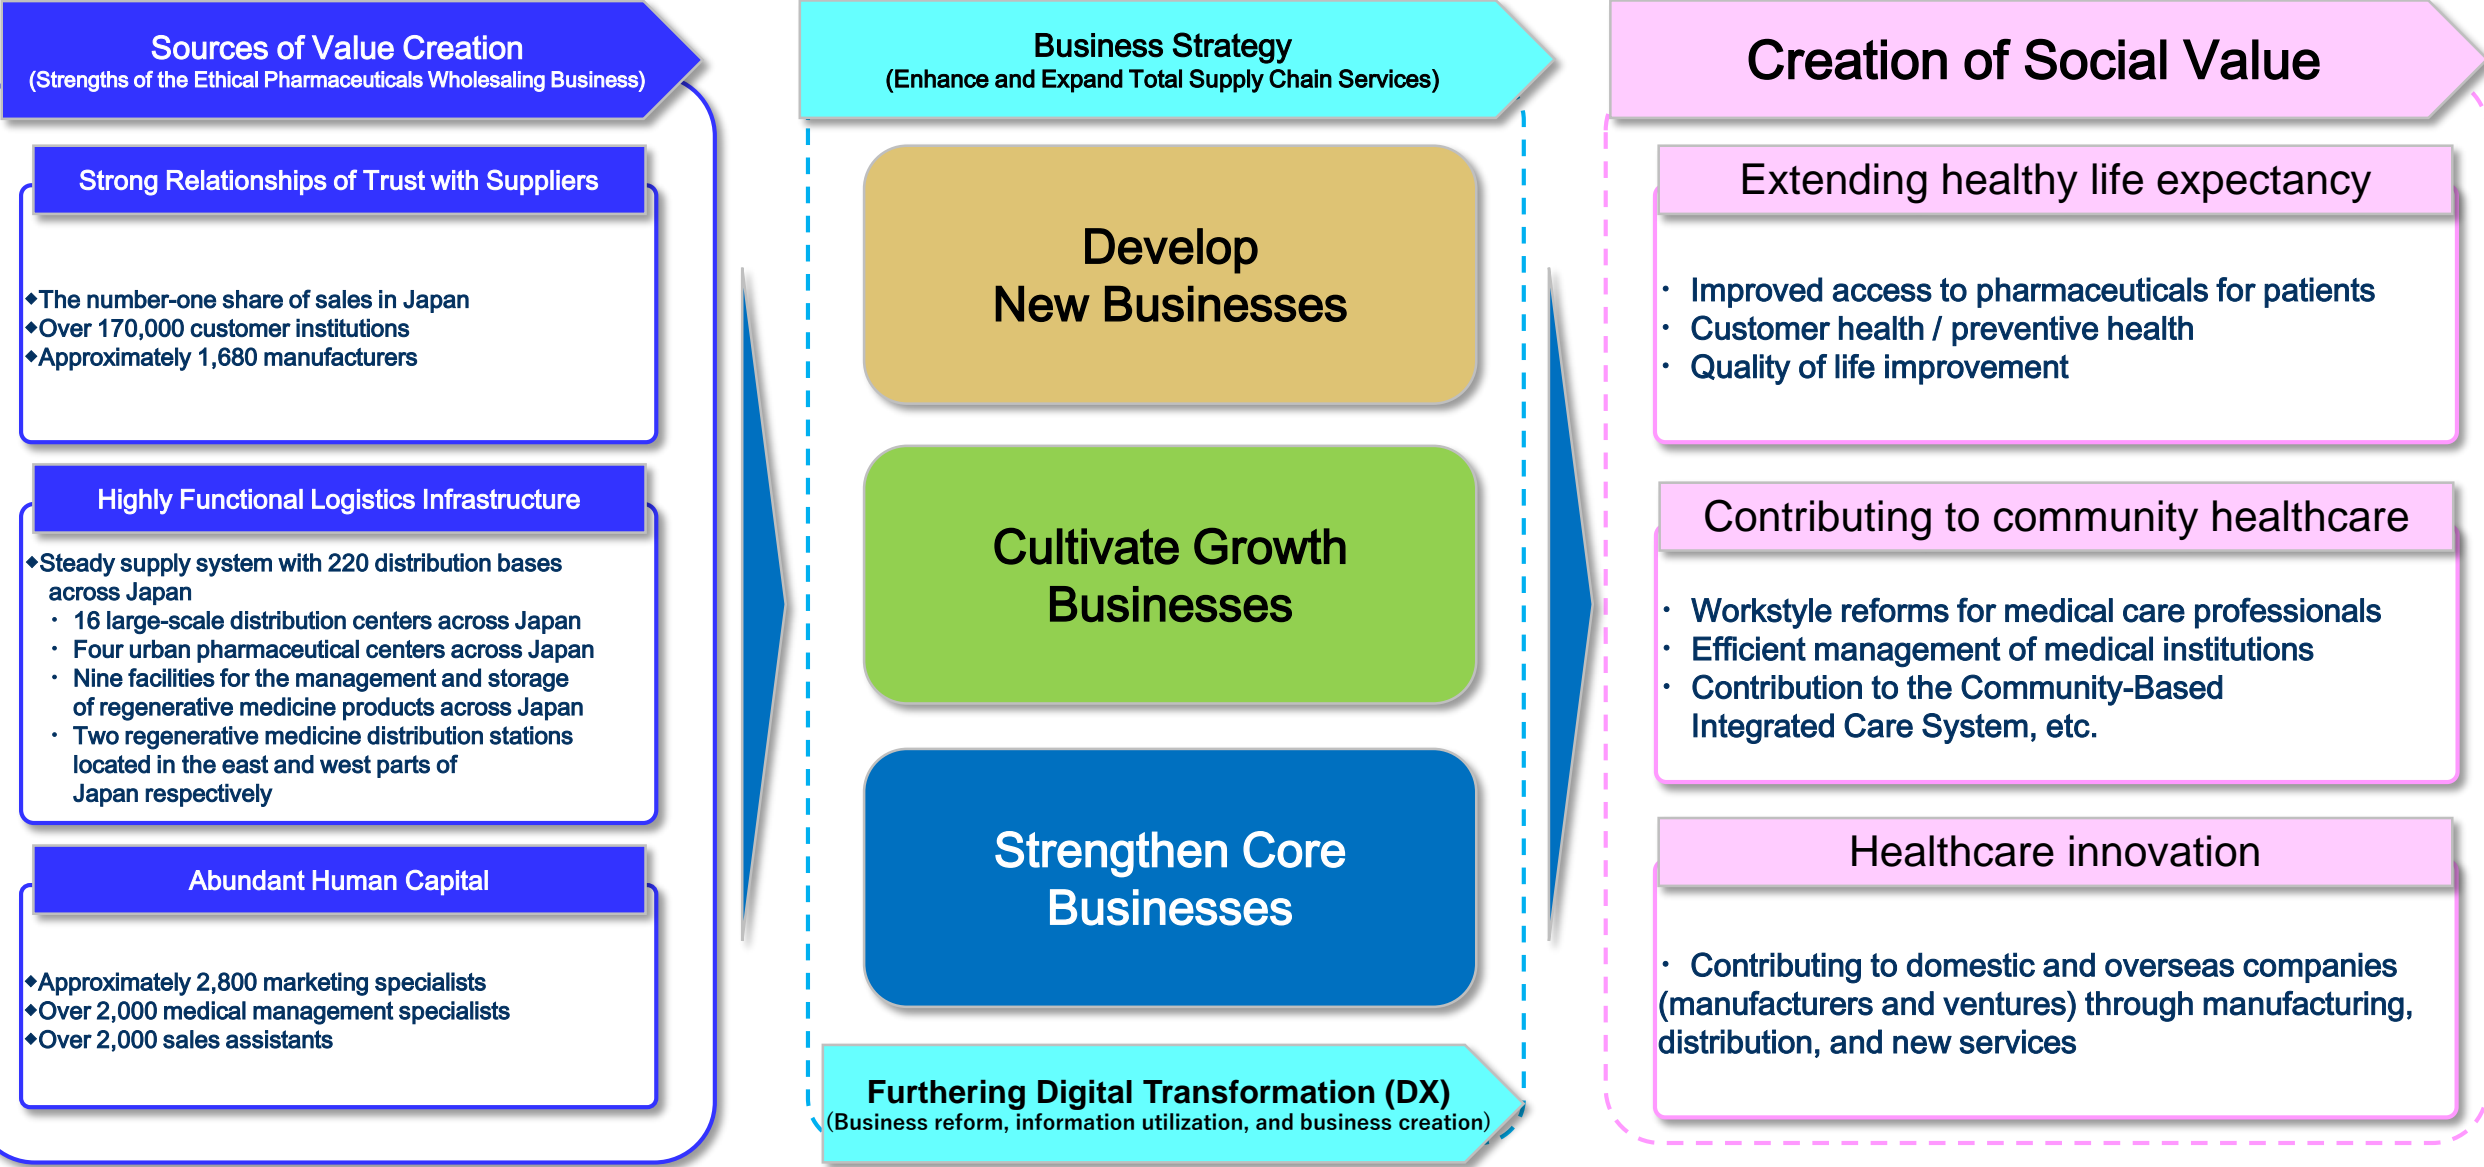 Sources of Value Creation
(Strengths of the Ethical Pharmaceuticals Wholesaling Business)
Strong Relationships of Trust with Suppliers
◆The number-one share of sales in Japan
◆Over 170,000 customer institutions
◆Approximately 1,680 manufacturers
Highly Functional Logistics Infrastructure
◆Steady supply system with 220 distribution bases
across Japan
・ 16 large-scale distribution centers across Japan
・ Four urban pharmaceutical centers across Japan
・ Nine facilities for the management and storage
of regenerative medicine products across Japan
・ Two regenerative medicine distribution stations
located in the east and west parts of
Japan respectively
Abundant Human Capital
◆Approximately 2,800 marketing specialists
◆Over 2,000 medical management specialists
◆Over 2,000 sales assistants
Business Strategy
(Enhance and Expand Total Supply Chain Services)
Develop
New Businesses
Cultivate Growth
Businesses
Strengthen Core
Businesses
Furthering Digital Transformation (DX)
(Business reform, information utilization, and business creation)
Creation of Social Value
Extending healthy life expectancy
・ Improved access to pharmaceuticals for patients
・ Customer health / preventive health
・ Quality of life improvement
Contributing to community healthcare
・ Workstyle reforms for medical care professionals
・ Efficient management of medical institutions
・ Contribution to the Community-Based
Integrated Care System, etc.
Healthcare innovation
・ Contributing to domestic and overseas companies
(manufacturers and ventures) through manufacturing,
distribution, and new services